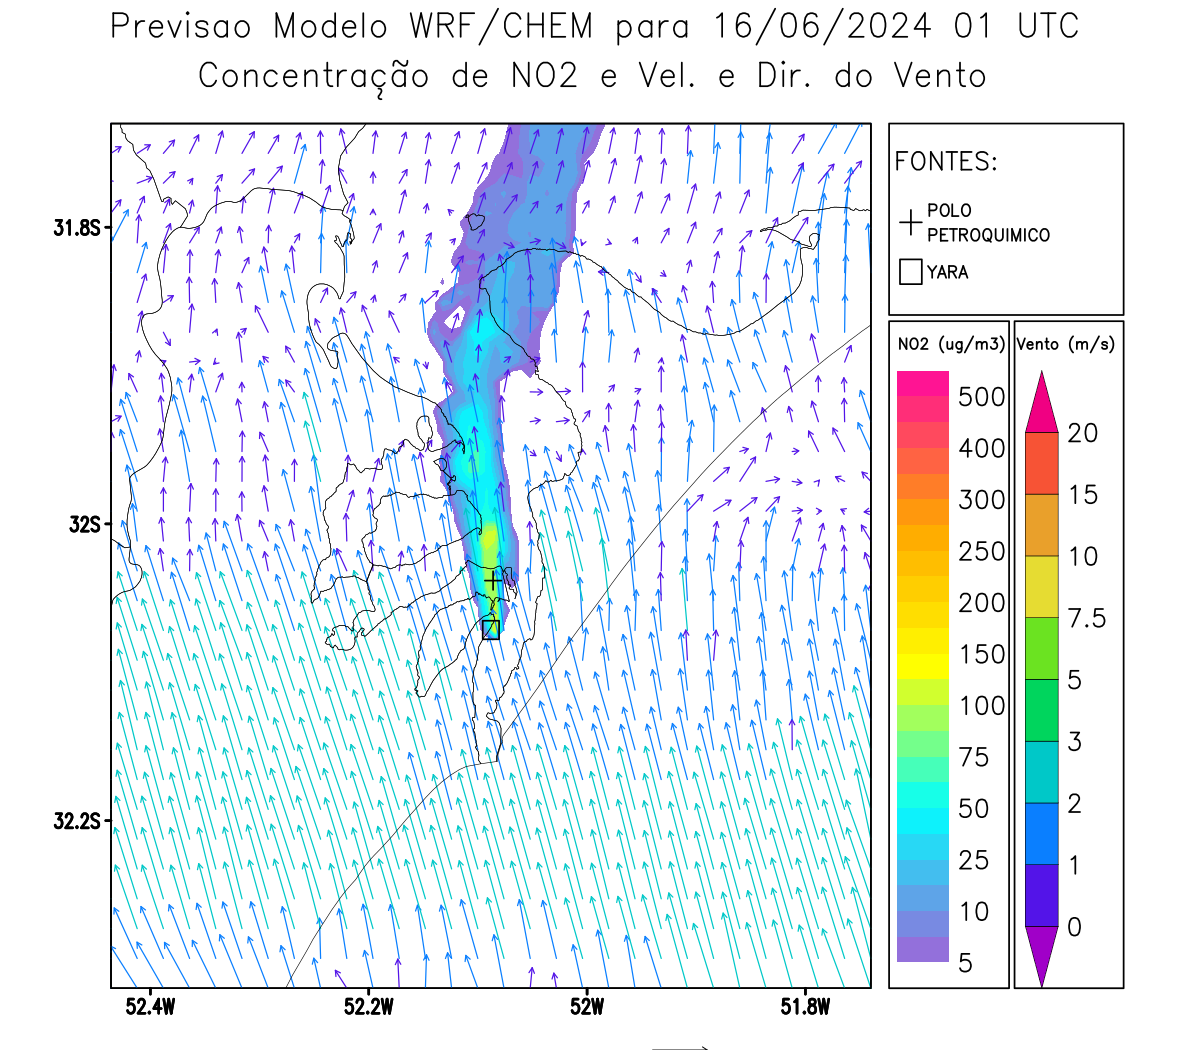 Previsao Modelo WRF/CHEM para 16/06/2024 01 UTC
Concentração de NO2 e Vel. e Dir. do Vento
FONTES:
POLO
PETROQUIMICO
YARA
NO2 (ug/m3)
500
400
300
250
200
150
100
75
50
25
10
5
Vento (m/s)
20
15
10
7.5
5
3
2
1
0
31.8S
32S
32.2S
52.4W
52.2W
52W
51.8W